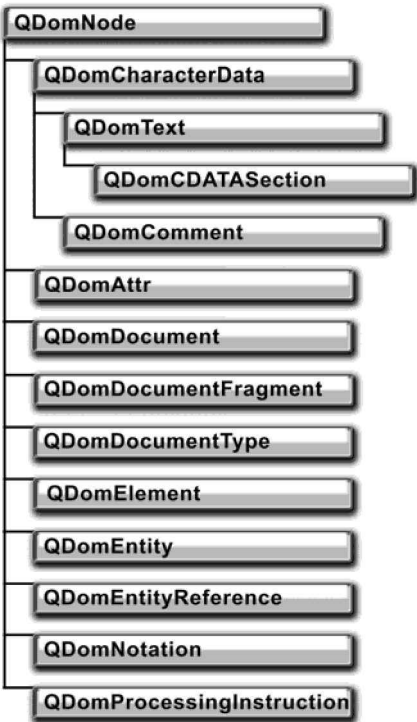 QDomNode
QDomCharacterData
QDomText
QDomCDATASection
QDomComment
QDomAttr
QDomDocument
QDomDocumentFragment
QDomDocumentType
QDomElement
QDomEntity
QDomEntityReference
QDomNotation
QDomProcessingInstruction